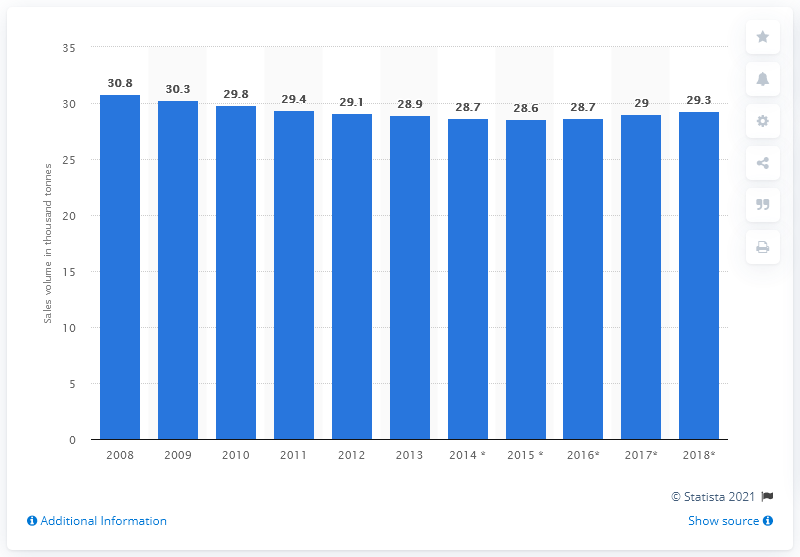 35
30
25
20
15
10
5
0
Sales volume in thousand tonnes
30.8 30.3 29.8 29.4 29.1 28.9 28.7 28.6 28.7 29 29.3
2008 2009 2010 2011 2012 2013 2014 * 2015 * 2016* 2017* 2018*
© Statista 2021
Additional Information Show source